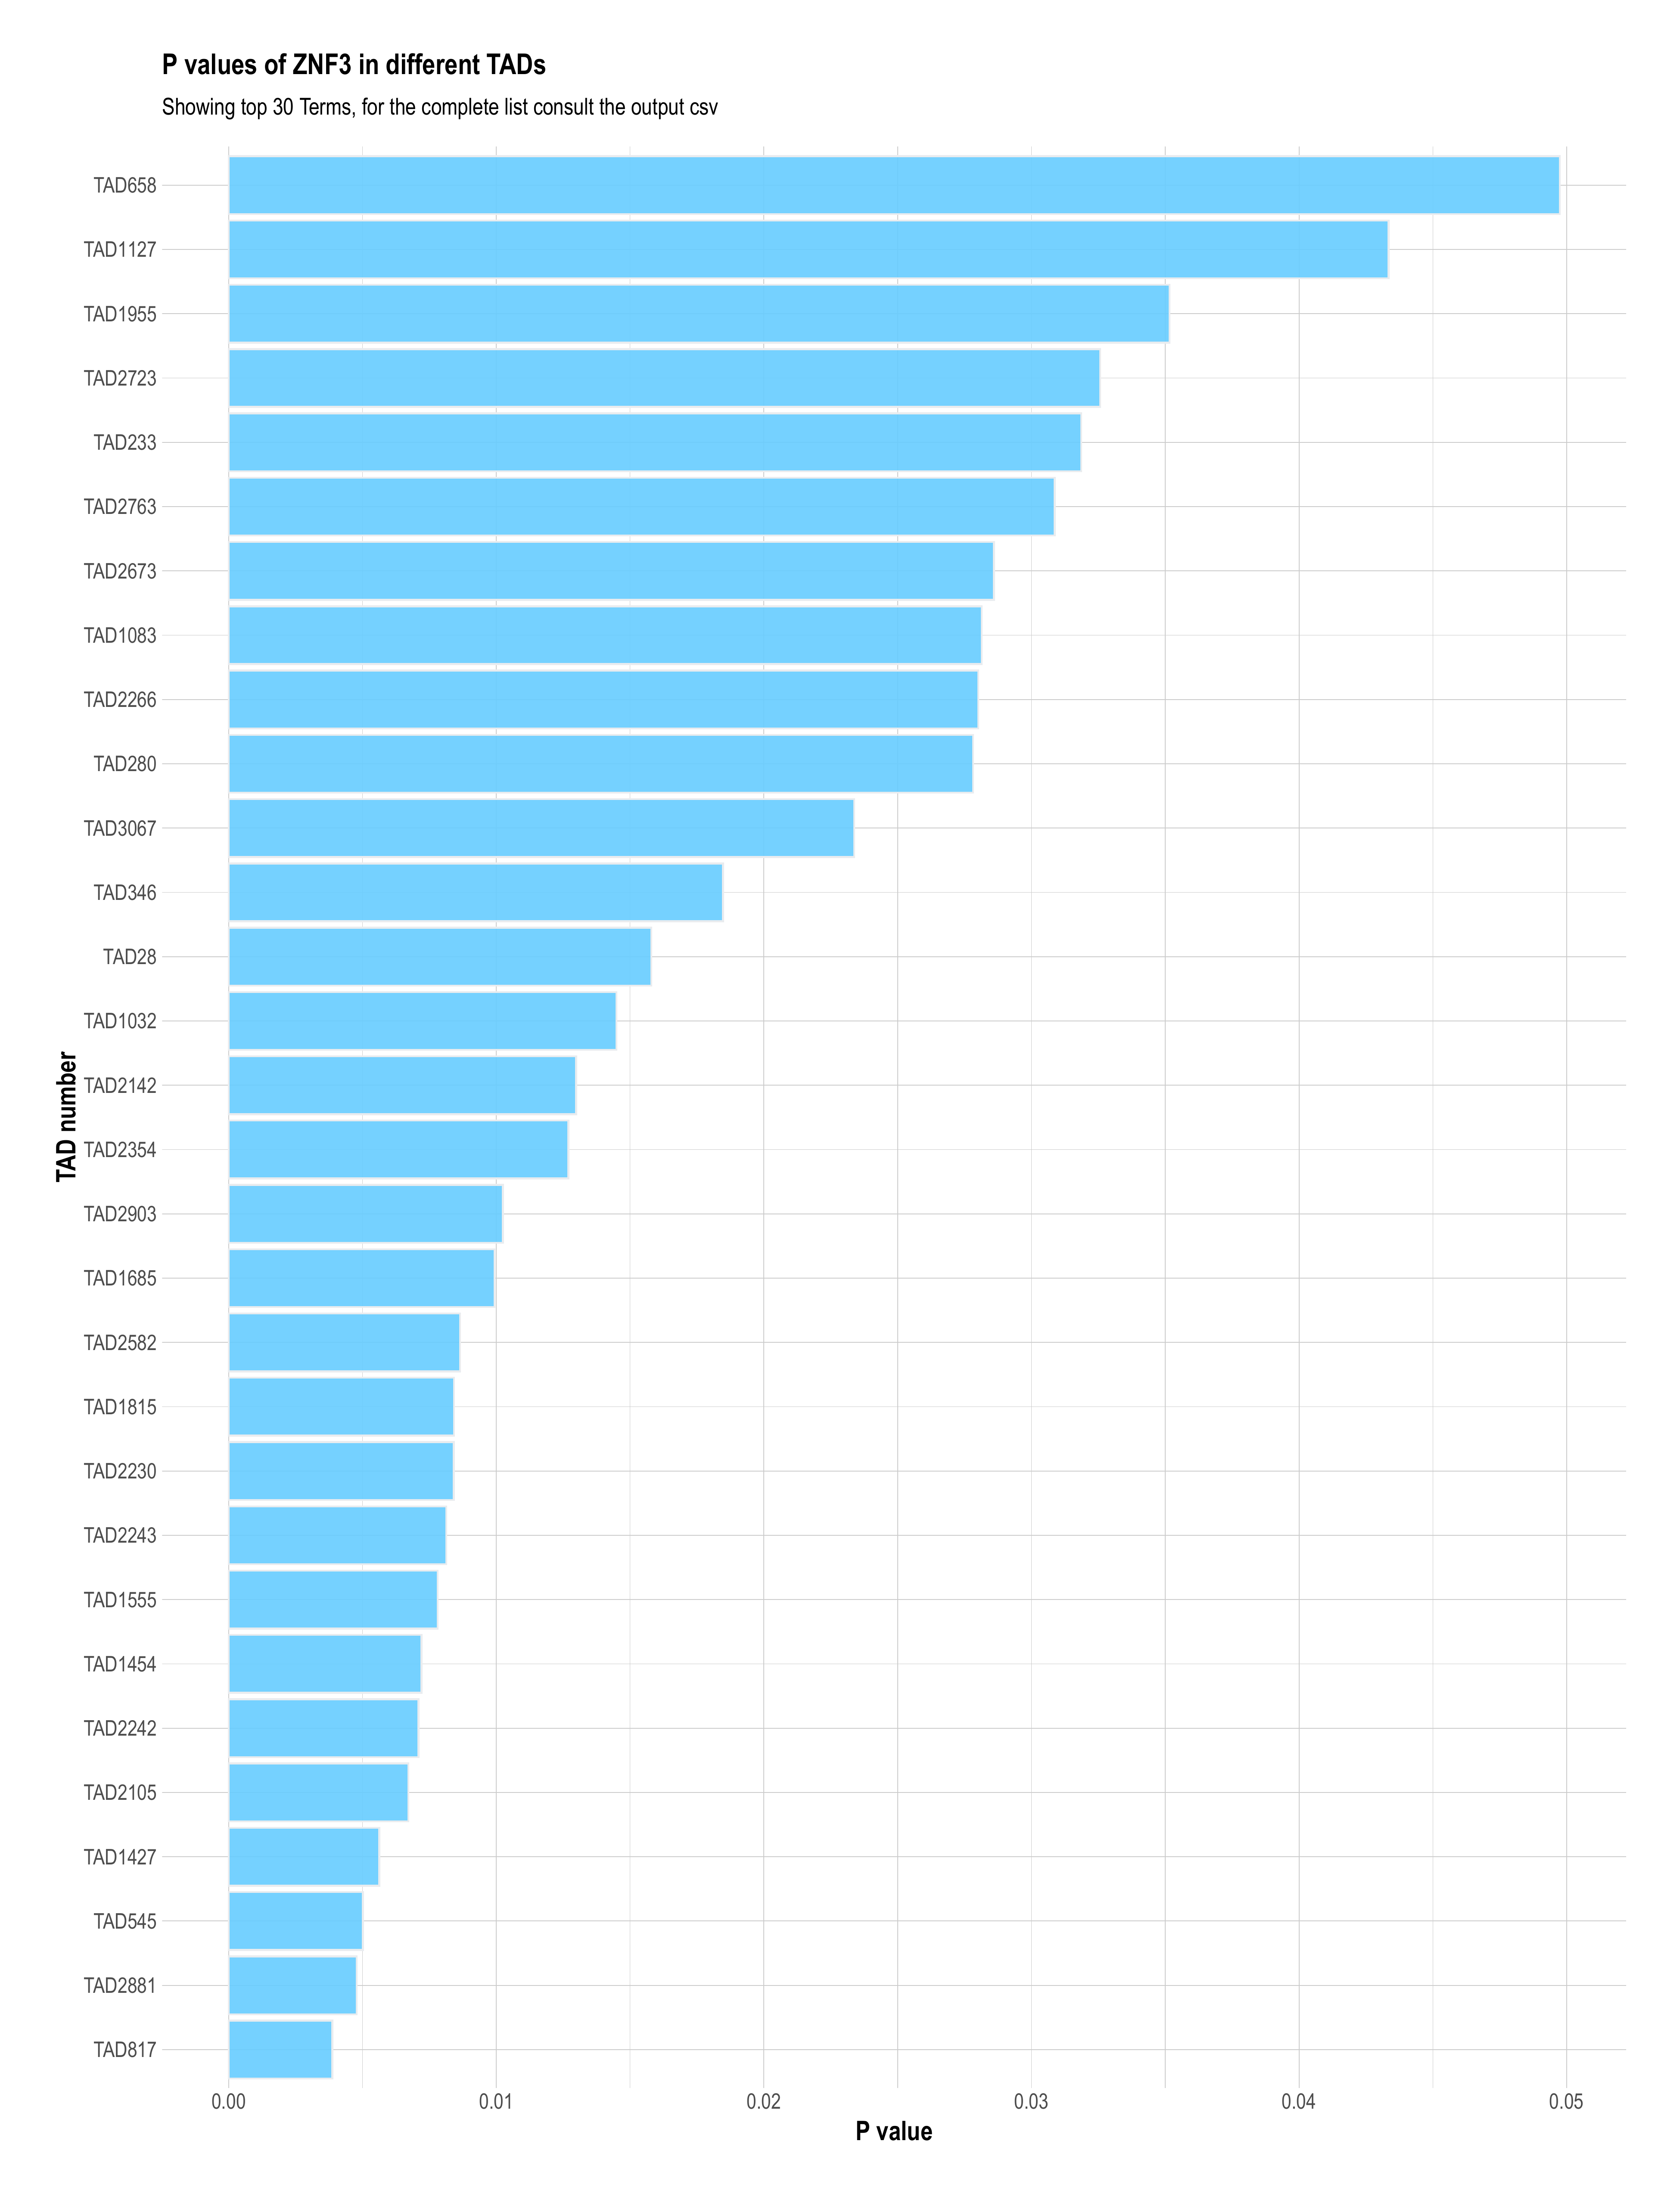 P values of ZNF3 in different TADs
Showing top 30 Terms, for the complete list consult the output csv
TAD number
TAD658
TAD1127
TAD1955
TAD2723
TAD233
TAD2763
TAD2673
TAD1083
TAD2266
TAD280
TAD3067
TAD346
TAD28
TAD1032
TAD2142
TAD2354
TAD2903
TAD1685
TAD2582
TAD1815
TAD2230
TAD2243
TAD1555
TAD1454
TAD2242
TAD2105
TAD1427
TAD545
TAD2881
TAD817
0.00 0.01 0.02 0.03 0.04 0.05
P value